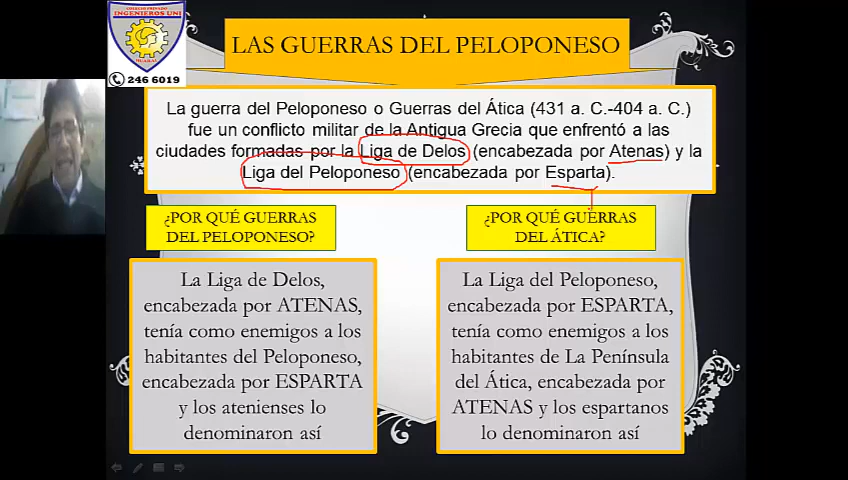 COLEGIO PRIVADO
INGENIEROS UNI
HUARAL
246 6019
LAS GUERRAS DEL PELOPONESO
La guerra del Peloponeso o Guerras del Ática (431 a. C.-404 a. C.)
fue un conflicto militar de la Antigua Grecia que enfrentó a las
ciudades formadas por la Liga de Delos (encabezada por Atenas) y la
Liga del Peloponeso (encabezada por Esparta).
¿POR QUÉ GUERRAS
DEL PELOPONESO?
La Liga de Delos,
encabezada por ATENAS,
tenía como enemigos a los
habitantes del Peloponeso,
encabezada por ESPARTA
y los atenienses lo
denominaron así
¿POR QUÉ GUERRAS
DEL ÁTICA?
La Liga del Peloponeso,
encabezada por ESPARTA,
tenía como enemigos a los
habitantes de La Península
del Ática, encabezada por
ATENAS y los espartanos
lo denominaron así